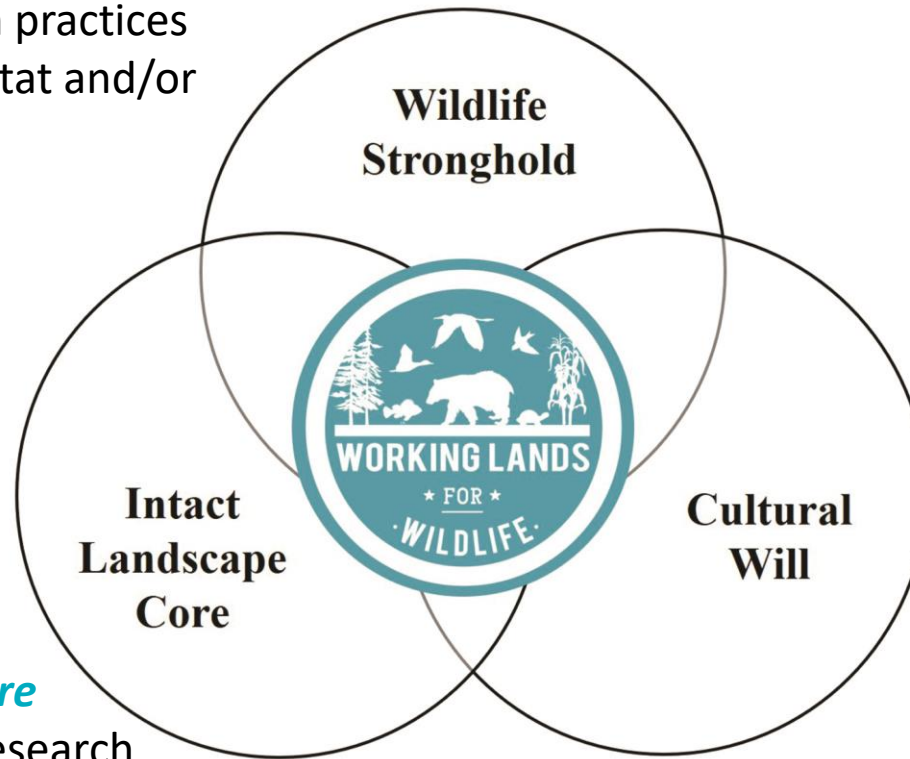 practices
tat and/or
Wildlife
Stronghold
WORKING LANDS
★ FOR ★
·WILDLIFE·
Intact
Landscape
Core
Cultural
Will
re
esearch